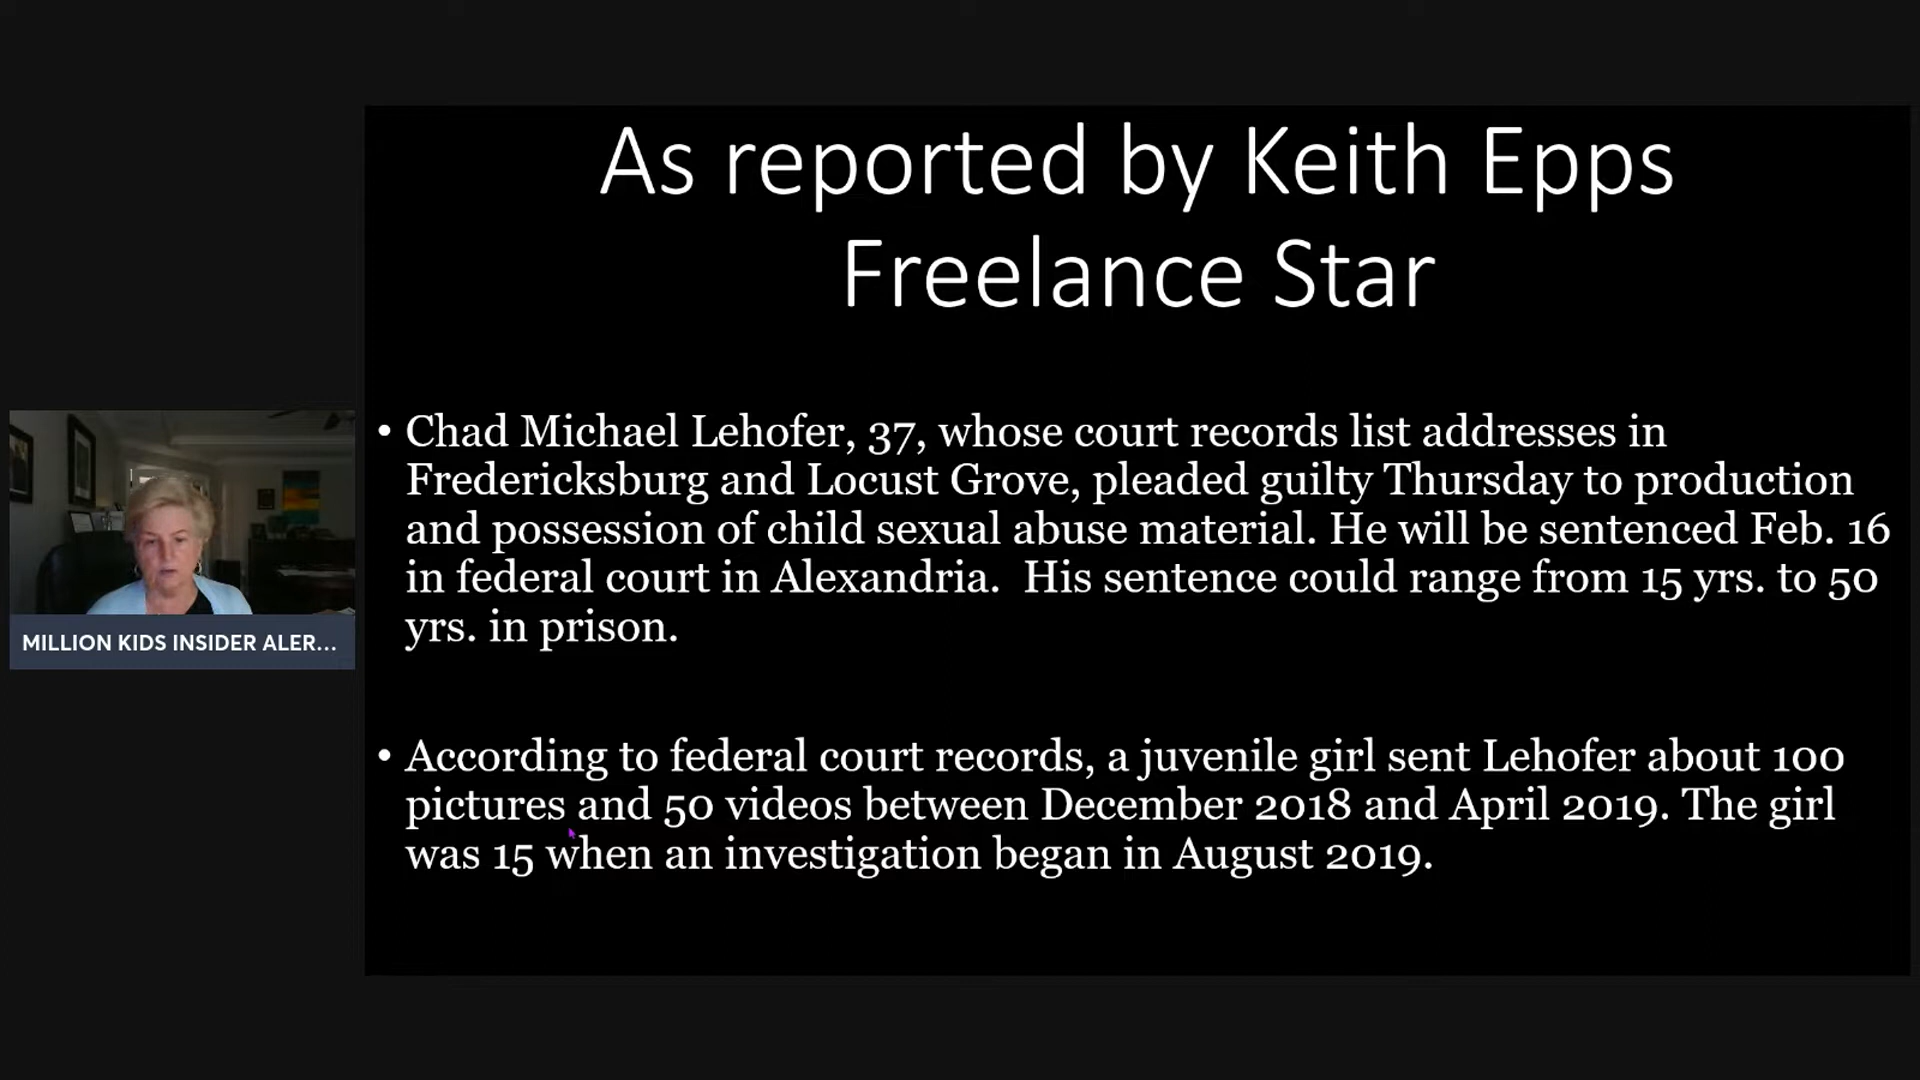 As reported by Keith Epps
Freelance Star
• Chad Michael Lehofer, 37, whose court records list addresses in
Fredericksburg and Locust Grove, pleaded guilty Thursday to production
and possession of child sexual abuse material. He will be sentenced Feb. 16
in federal court in Alexandria. His sentence could range from 15 yrs. to 50
yrs. in prison.
• According to federal court records, a juvenile girl sent Lehofer about 100
pictures and 50 videos between December 2018 and April 2019. The girl
was 15 when an investigation began in August 2019.
MILLION KIDS INSIDER ALER...